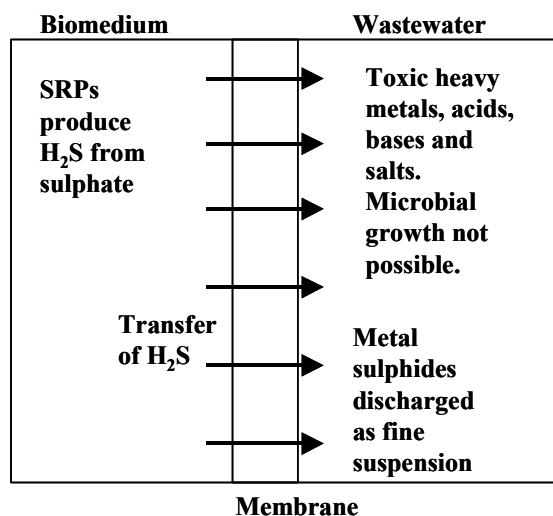 Biomedium
Wastewater
SRPs
produce
H₂S from
sulphate
Toxic heavy
metals, acids,
bases and
salts.
Microbial
growth not
possible.
Transfer
of H₂S
Metal
sulphides
discharged
as fine
suspension
Membrane